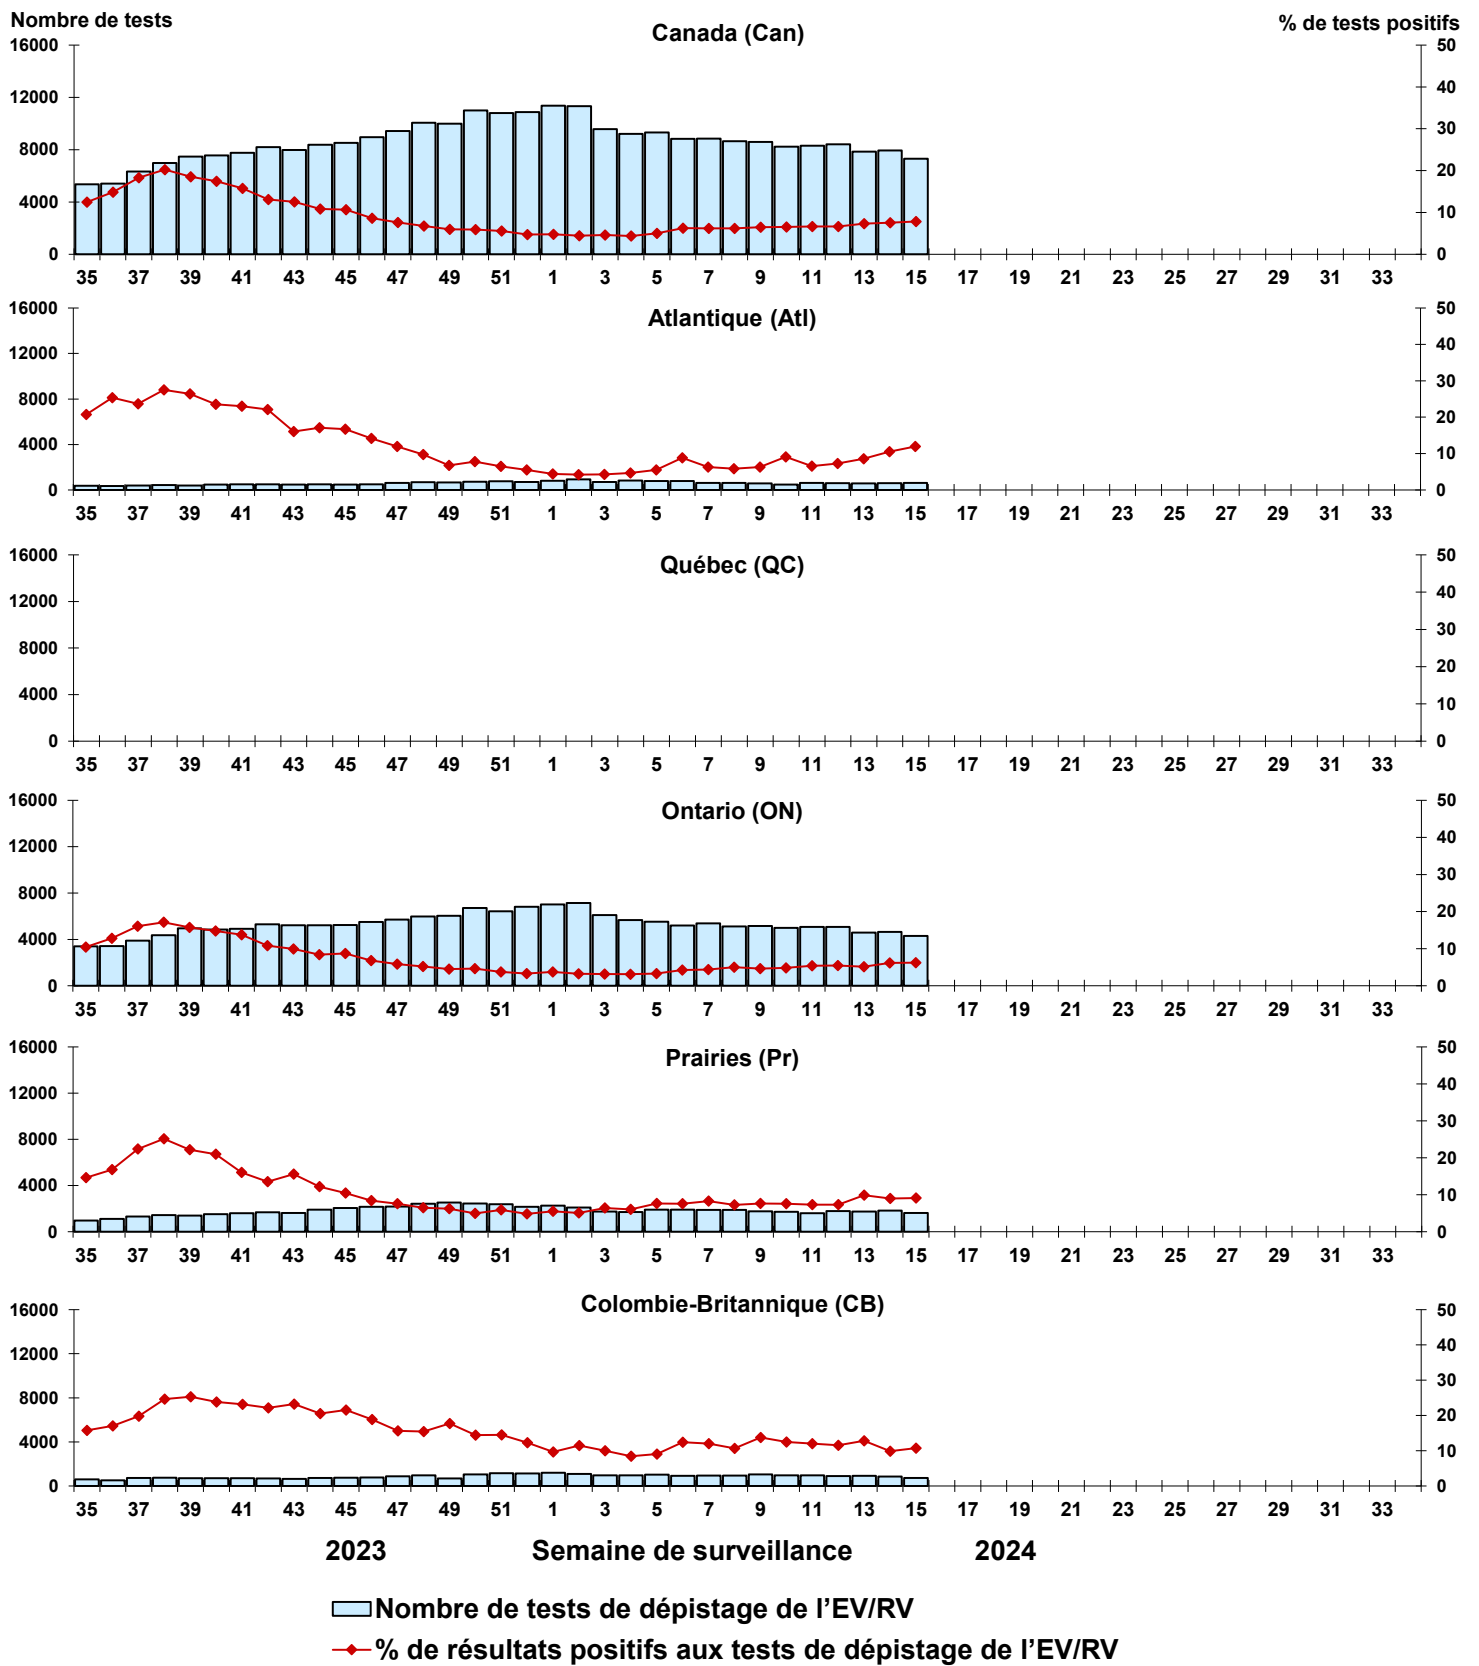 Nombre de tests
Canada (Can)
% de tests positifs
16000 50
12000 40
30
8000
20
4000
10
0 0
35 37 39 41 43 45 47 49 51 1 3 5 7 9 11 13 15 17 19 21 23 25 27 29 31 33
Atlantique (Atl)
16000 50
12000 40
30
8000
20
4000
10
0 0
35 37 39 41 43 45 47 49 51 1 3 5 7 9 11 13 15 17 19 21 23 25 27 29 31 33
Québec (QC)
16000 50
12000 40
30
8000
20
4000
10
0 0
35 37 39 41 43 45 47 49 51 1 3 5 7 9 11 13 15 17 19 21 23 25 27 29 31 33
Ontario (ON)
16000 50
12000 40
30
8000
20
4000
10
0 0
35 37 39 41 43 45 47 49 51 1 3 5 7 9 11 13 15 17 19 21 23 25 27 29 31 33
Prairies (Pr)
16000 50
12000 40
30
8000
20
4000
10
0 0
35 37 39 41 43 45 47 49 51 1 3 5 7 9 11 13 15 17 19 21 23 25 27 29 31 33
Colombie-Britannique (CB)
16000 50
12000 40
30
8000
20
4000
10
0 0
35 37 39 41 43 45 47 49 51 1 3 5 7 9 11 13 15 17 19 21 23 25 27 29 31 33
2023 Semaine de surveillance 2024
Nombre de tests de dépistage de l’EV/RV
% de résultats positifs aux tests de dépistage de l’EV/RV